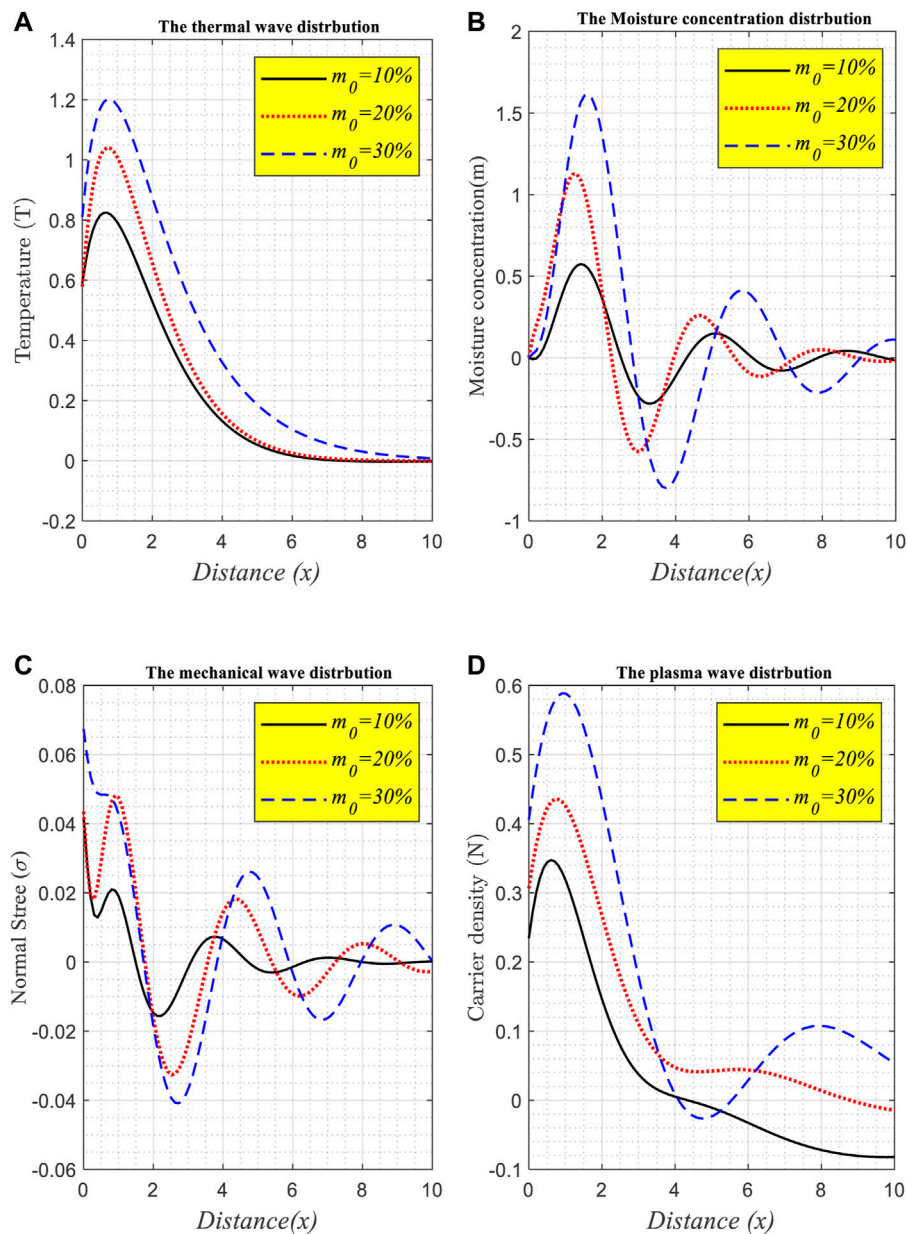 A
The thermal wave distrbution
1.4
1.2
1
0.8
0.6
0.4
0.2
0
-0.2
Temperature (T)
m0=10%
m0=20%
m0=30%
0 2 4 6 8 10
Distance (x)
B
The Moisture concentration distrbution
2
1.5
1
0.5
0
-0.5
-1
Moisture concentration(m)
m0=10%
m0=20%
m0=30%
0 2 4 6 8 10
Distance(x)
C
The mechanical wave distrbution
0.08
0.06
0.04
0.02
0
-0.02
-0.04
-0.06
Normal Stree (σ)
m0=10%
m0=20%
m0=30%
0 2 4 6 8 10
Distance(x)
D
The plasma wave distrbution
0.6
0.5
0.4
0.3
0.2
0.1
0
-0.1
Carrier density (N)
m0=10%
m0=20%
m0=30%
0 2 4 6 8 10
Distance (x)